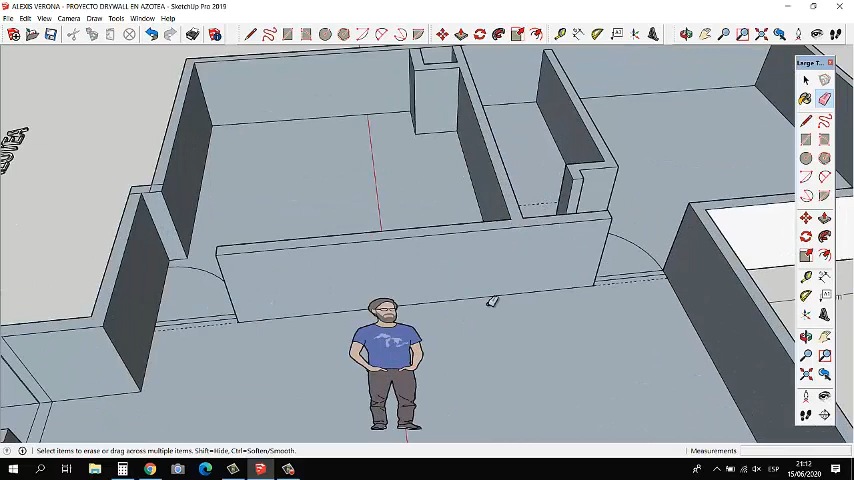 ALEXIS VERONA - PROYECTO DRYWALL EN AZOTEA - SketchUp Pro 2019
File Edit View Camera Draw Tools Window Help
Large T...
Select items to erase or drag across multiple items. Shift=Hide, Ctrl=Soften/Smooth.
Measurements
ESP
21:12
15/06/2020